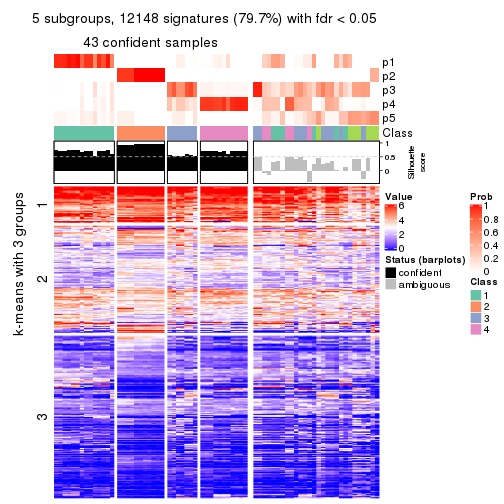 5 subgroups, 12148 signatures (79.7%) with fdr < 0.05
43 confident samples
p1
p2
p3
p4
p5
Class
1
0.5
0
Silhouette
score
k-means with 3 groups
1
2
3
Value
6
4
2
0
Status (barplots)
confident
ambiguous
Prob
1
0.8
0.6
0.4
0.2
0
Class
1
2
3
4